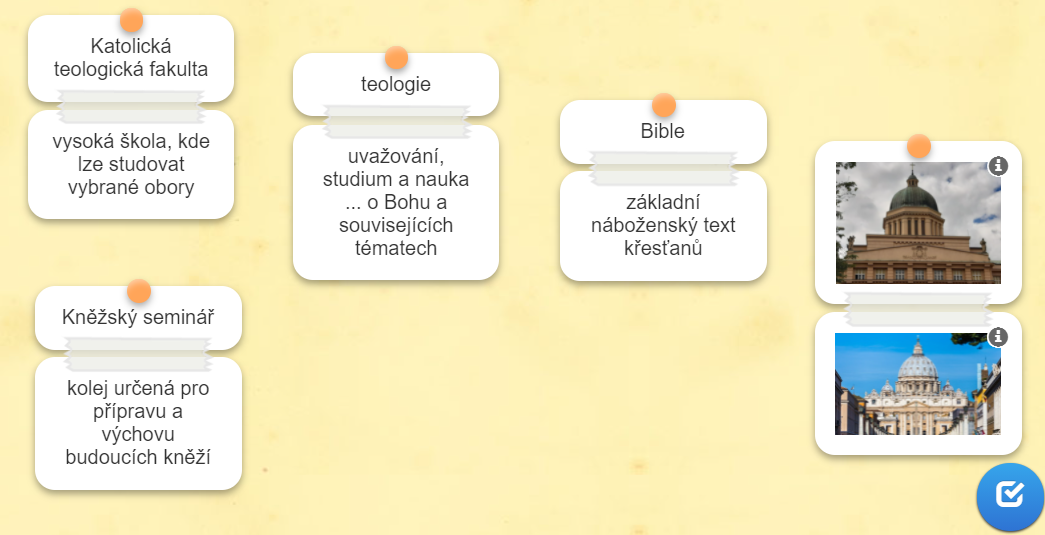 Katolická
teologická fakulta
vysoká škola, kde
lze studovat
vybrané obory
teologie
uvažování,
studium a nauka
... o Bohu a
souvisejících
tématech
Bible
základní
náboženský text
křesťanů
Kněžský seminář
kolej určená pro
přípravu a
výchovu
budoucích kněží